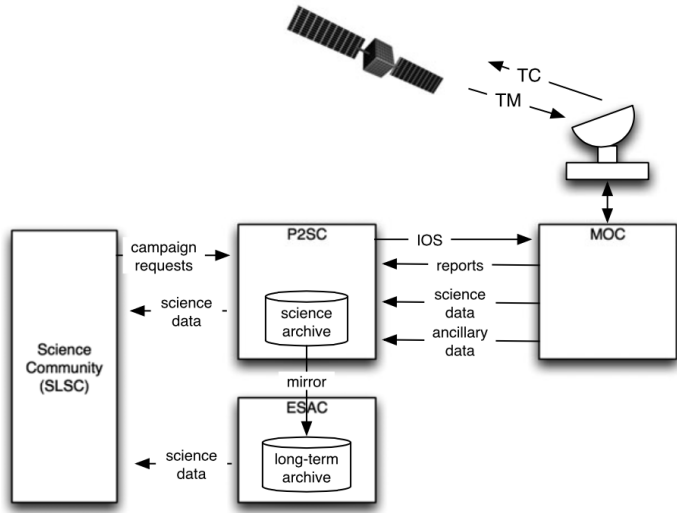 TC
TM
P2SC
IOS
MOC
campaign
requests
reports
science
data
science
data
science
archive
ancillary
data
Science
Community
(SLSC)
mirror
ESAC
science
data
long-term
archive